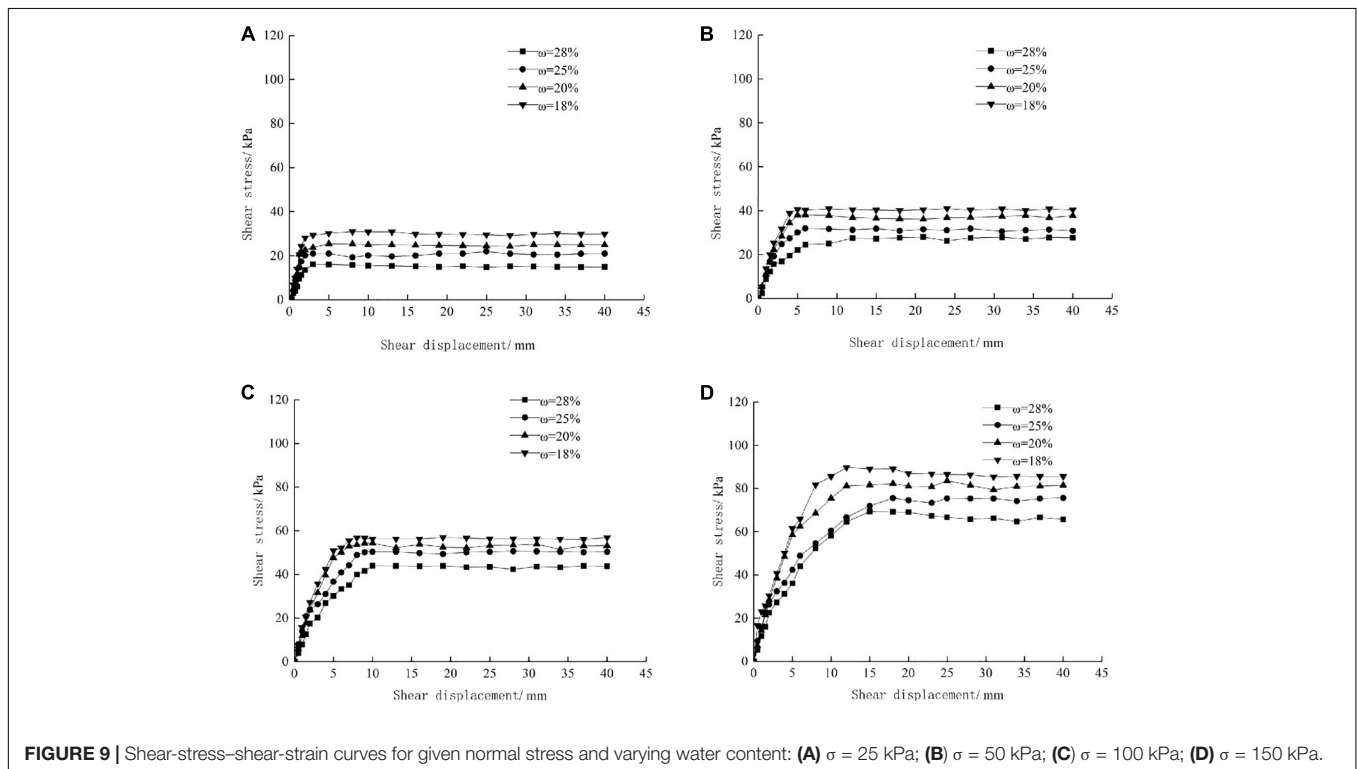 A
120
100
80
60
40
20
0
Shear stress/ kPa
ω=28%
ω=25%
ω=20%
ω=18%
0 5 10 15 20 25 30 35 40 45
Shear displacement/ mm
B
120
100
80
60
40
20
0
Shear stress/ kPa
ω=28%
ω=25%
ω=20%
ω=18%
0 5 10 15 20 25 30 35 40 45
Shear displacement/ mm
C
120
100
80
60
40
20
0
Shear stress/ kPa
ω=28%
ω=25%
ω=20%
ω=18%
0 5 10 15 20 25 30 35 40 45
Shear displacement/ mm
D
120
100
80
60
40
20
0
Shear stress/ kPa
ω=28%
ω=25%
ω=20%
ω=18%
0 5 10 15 20 25 30 35 40 45
Shear displacement/ mm
FIGURE 9 | Shear-stress–shear-strain curves for given normal stress and varying water content: (A) σ = 25 kPa; (B) σ = 50 kPa; (C) σ = 100 kPa; (D) σ = 150 kPa.